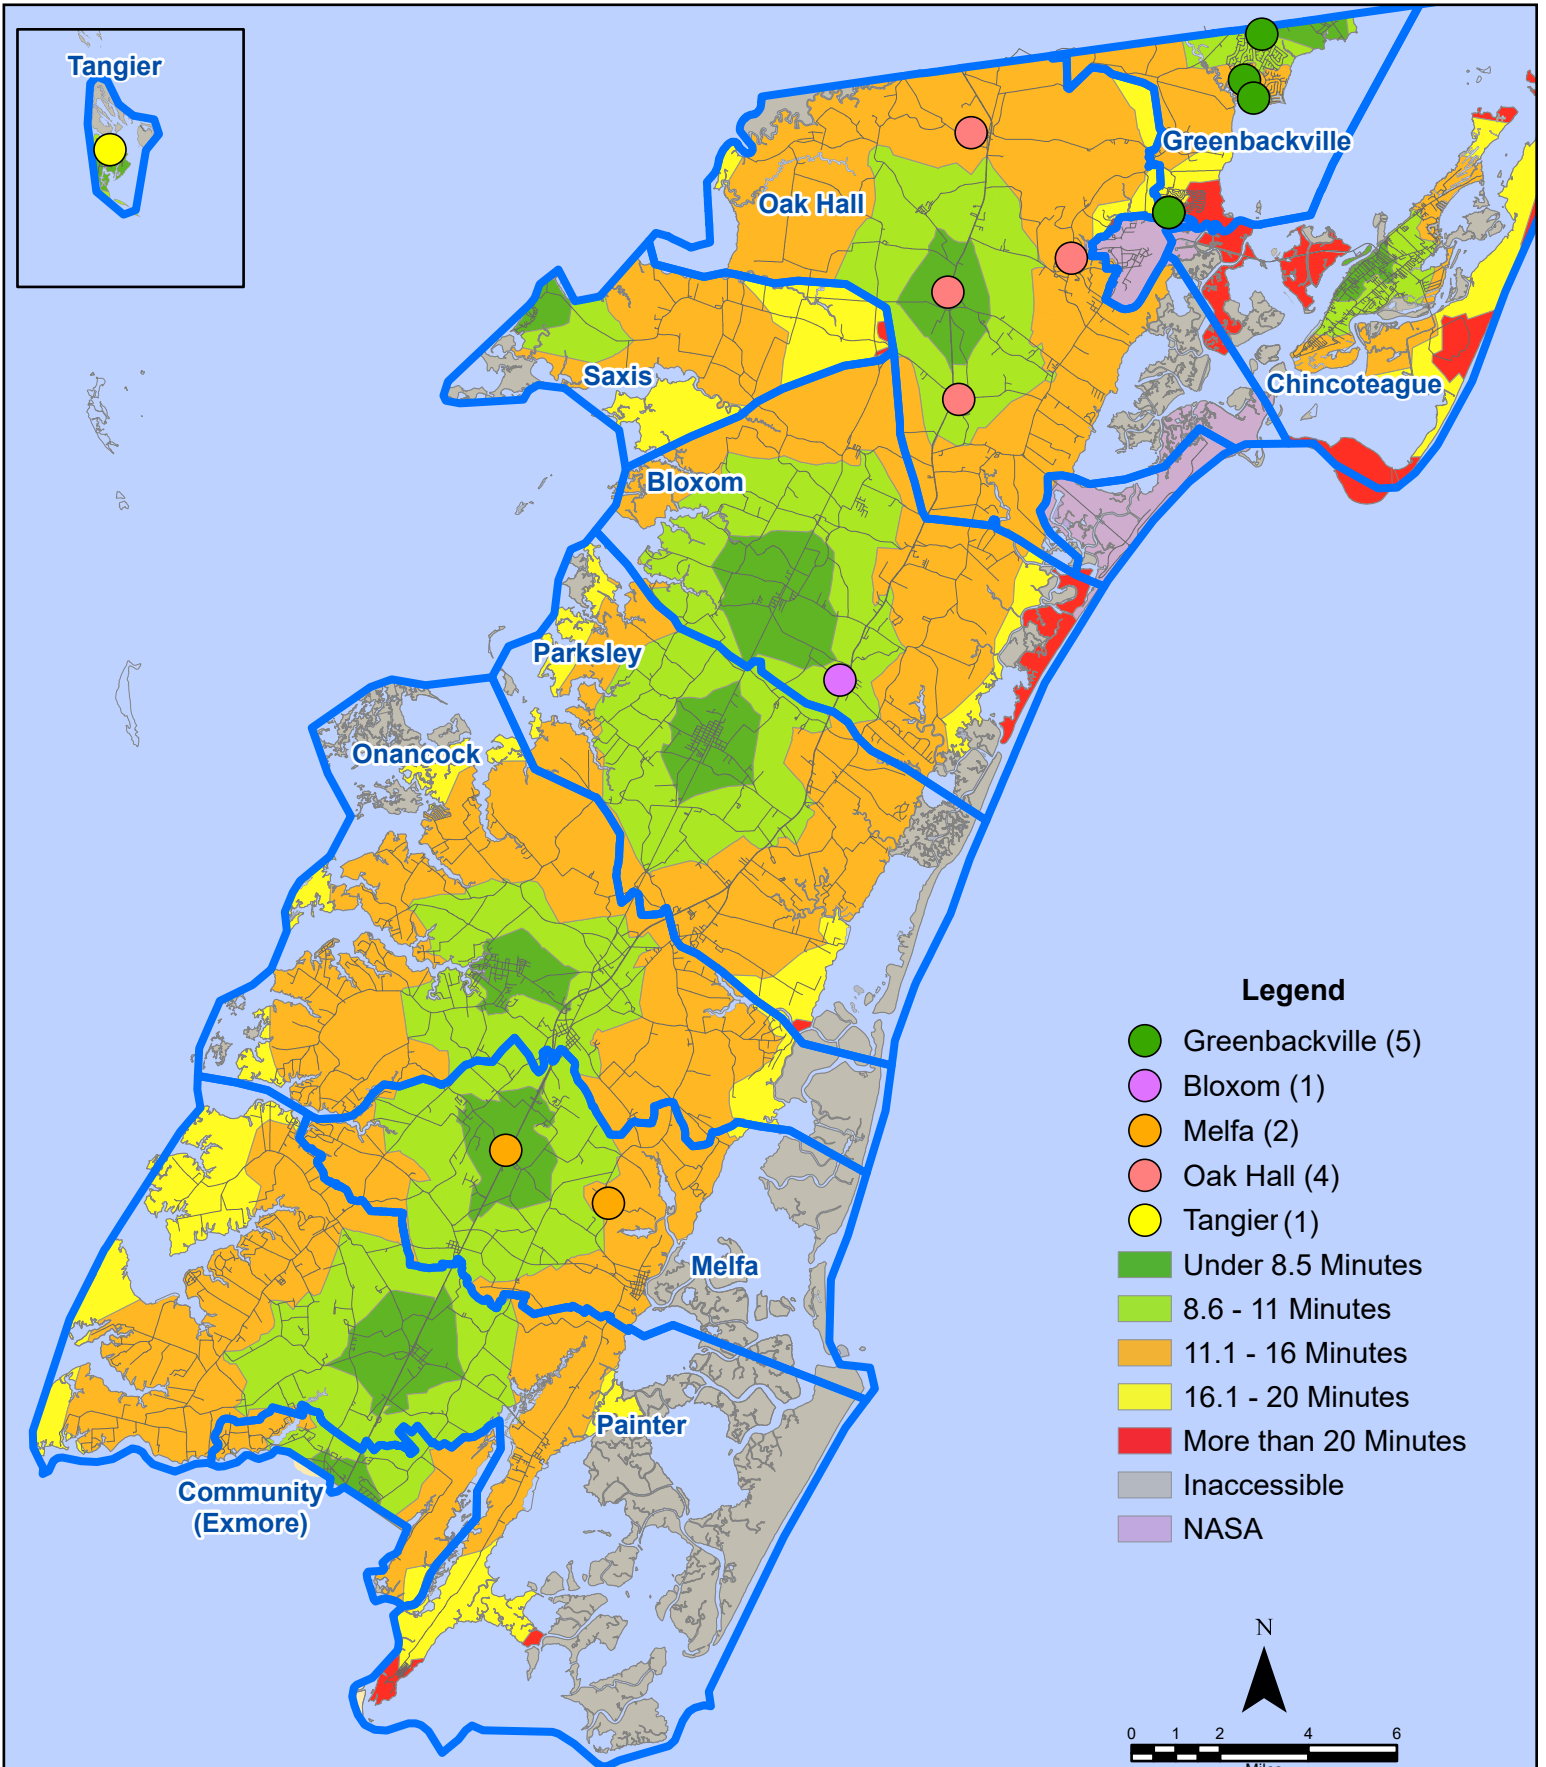 Tangier
Greenbackville
Oak Hall
Saxis
Chincoteague
Bloxom
Parksley
Onancock
Melfa
Painter
Community
(Exmore)
Legend
Greenbackville (5)
Bloxom (1)
Melfa (2)
Oak Hall (4)
Tangier (1)
Under 8.5 Minutes
8.6 - 11 Minutes
11.1 - 16 Minutes
16.1 - 20 Minutes
More than 20 Minutes
Inaccessible
NASA
N
0 1 2 4 6
Miles